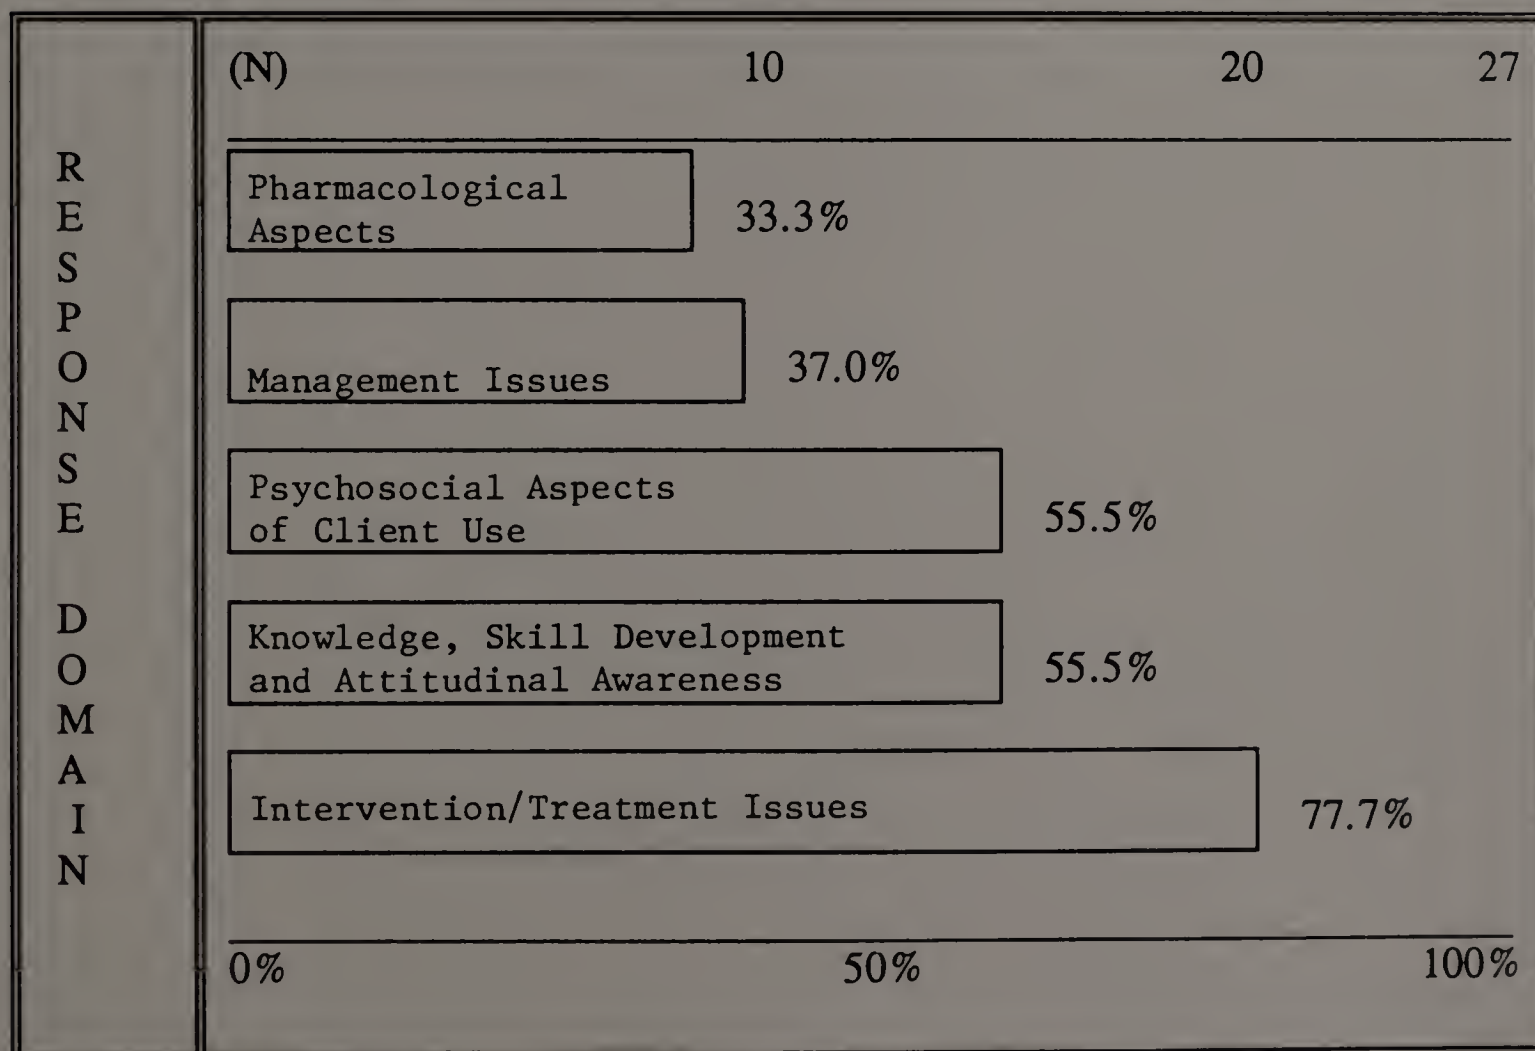 (N) 10 20 27
RESPONSE DOMAIN
Pharmacological
Aspects
33.3%
Management Issues 37.0%
Psychosocial Aspects
of Client Use
55.5%
Knowledge, Skill Development
and Attitudinal Awareness
55.5%
Intervention/Treatment Issues 77.7%
0% 50% 100%